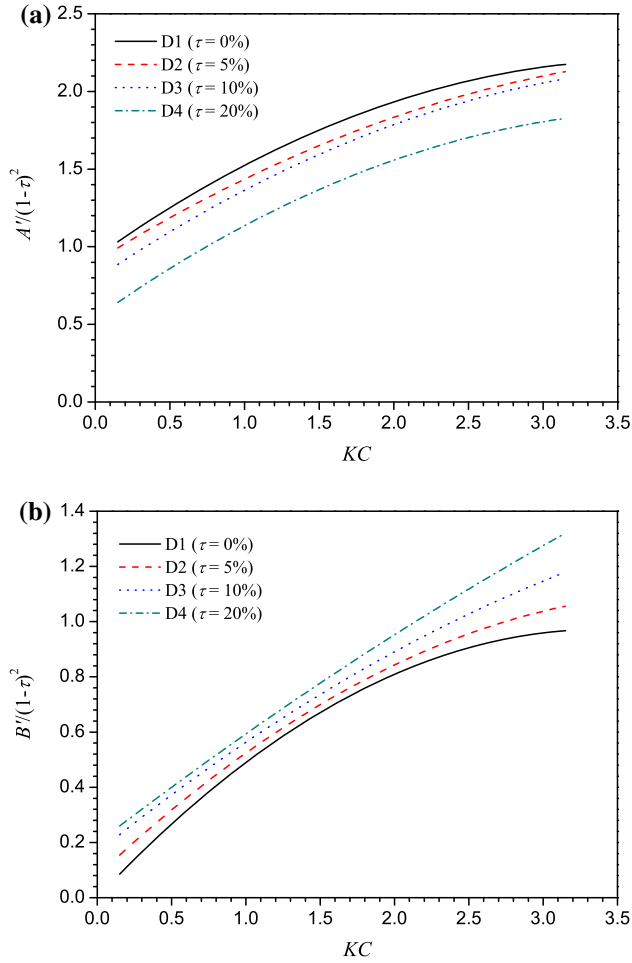 (a)
2.5
2.0
1.5
1.0
0.5
0.0
A'/(1-τ)²
D1 (τ = 0%)
D2 (τ = 5%)
D3 (τ = 10%)
D4 (τ = 20%)
0.0 0.5 1.0 1.5 2.0 2.5 3.0 3.5
KC
(b)
1.4
1.2
1.0
0.8
0.6
0.4
0.2
0.0
B'/(1-τ)²
D1 (τ = 0%)
D2 (τ = 5%)
D3 (τ = 10%)
D4 (τ = 20%)
0.0 0.5 1.0 1.5 2.0 2.5 3.0 3.5
KC